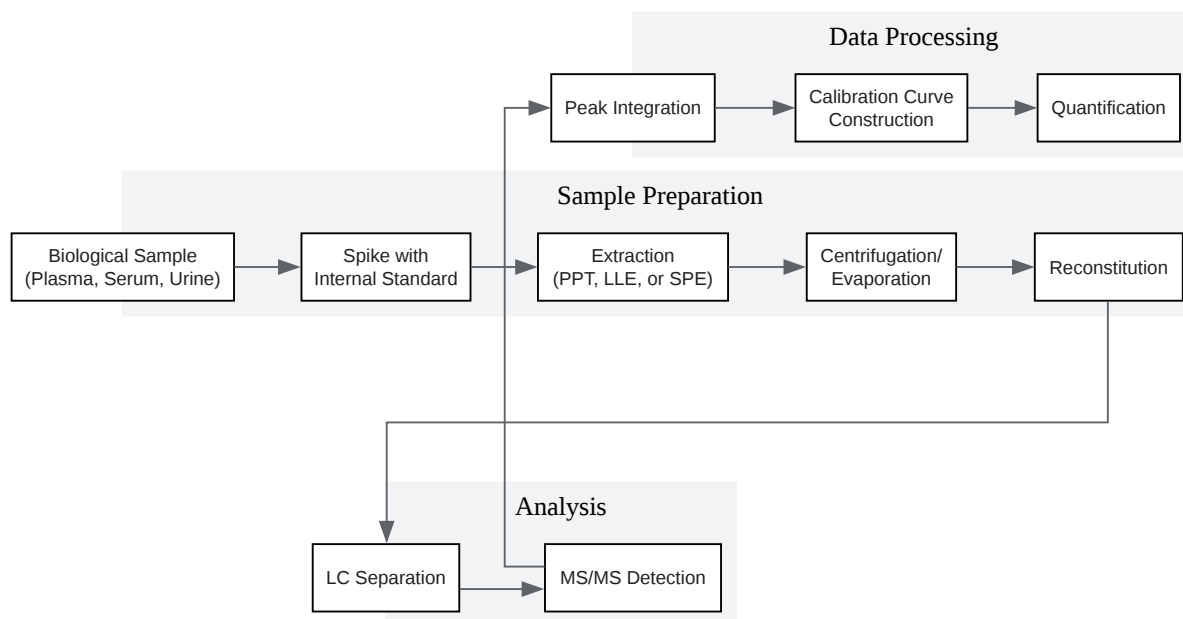 Data Processing
Peak Integration
Calibration Curve
Construction
Quantification
Sample Preparation
Biological Sample
(Plasma, Serum, Urine)
Spike with
Internal Standard
Extraction
(PPT, LLE, or SPE)
Centrifugation/
Evaporation
Reconstitution
Analysis
LC Separation
MS/MS Detection